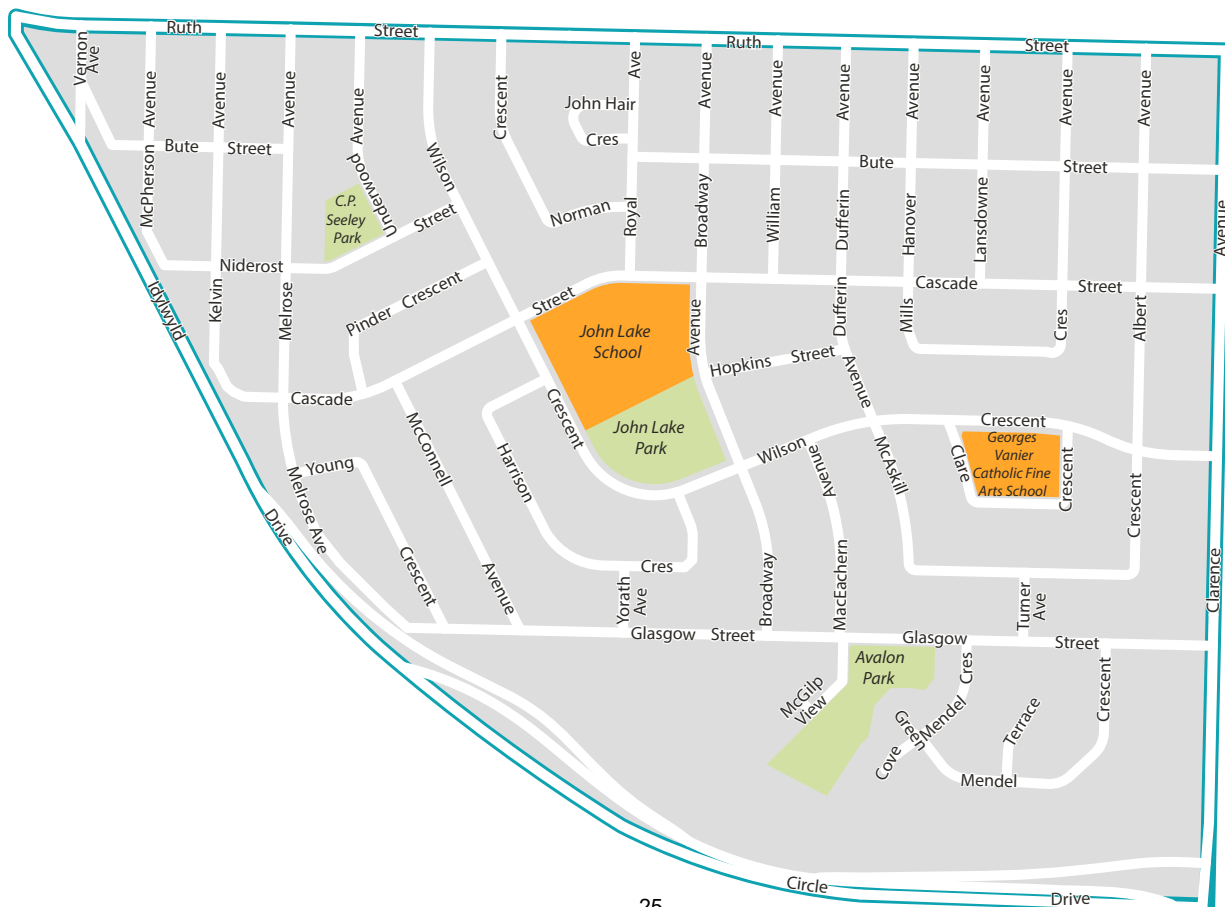 Ruth
Street
Ruth
Street
Vernon
Ave
Avenue
Avenue
Avenue
Avenue
Crescent
John Hair
Cres
Ave
Avenue
Avenue
Avenue
Avenue
Avenue
Avenue
Avenue
Bute
Street
Bute
Street
McPherson
Underwood
Wilson
C.P.
Seeley
Park
Norman
Royal
Broadway
William
Dufferin
Hanover
Lansdowne
Avenue
Street
Niderost
Idylwyld
Kelvin
Melrose
Pinder Crescent
Street
Cascade
Street
John Lake
School
Avenue
Dufferin
Mills
Cres
Albert
Hopkins Street
Avenue
Cascade
Crescent
John Lake
Park
McConnell
Harrison
Wilson
Crescent
Georges
Vanier
Catholic Fine
Arts School
Clare
Crescent
Crescent
McAskill
Avenue
Young
Melrose Ave
Drive
Crescent
Avenue
Cres
Yorath
Ave
Broadway
MacEachern
Turner
Ave
Clarence
Glasgow Street
Glasgow
Street
Avalon
Park
Cres
Crescent
McGilp
View
Mendel
Green
Cove
Terrace
Mendel
Circle
Drive
25